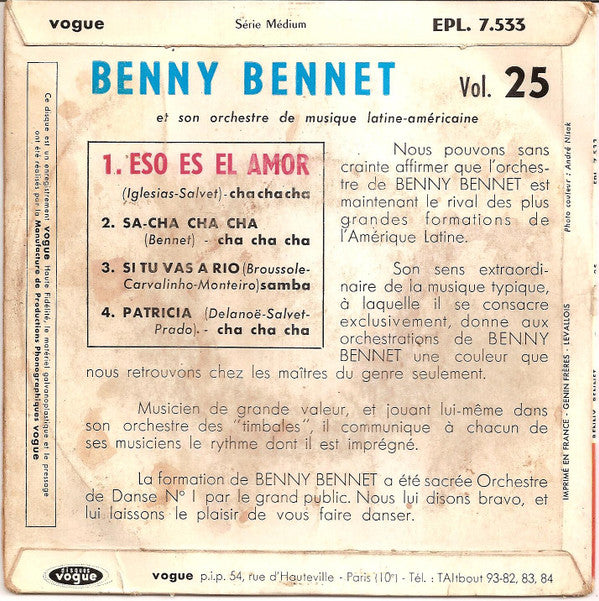 vogue Série Médium EPL. 7.533
BENNY BENNET Vol. 25
et son orchestre de musique latine-américaine
1. ESO ES EL AMOR
(Iglesias-Salvet) - cha cha cha
2. SA-CHA CHA CHA
(Bennet) - cha cha cha
3. SI TU VAS A RIO (Broussole-
Carvalinho-Monteiro) samba
4. PATRICIA (Delanoë-Salvet-
Prado). - cha cha cha
Nous pouvons sans
crainte affirmer que l'orches-
tre de BENNY BENNET est
maintenant le rival des plus
grandes formations de
l'Amérique Latine.
Son sens extraordi-
naire de la musique typique,
à laquelle il se consacre
exclusivement, donne aux
orchestrations de BENNY
BENNET une couleur que
nous retrouvons chez les maîtres du genre seulement.
Musicien de grande valeur, et jouant lui-même dans
son orchestre des "timbales", il communique à chacun de
ses musiciens le rythme dont il est imprégné.
La formation de BENNY BENNET a été sacrée Orchestre
de Danse N° 1 par le grand public. Nous lui disons bravo, et
lui laissons le plaisir de vous faire danser.
Ce disque est un enregistrement vogue Haute Fidélité, le matériel galvanoplastique et le pressage
ont été réalisés par la Manufacture de Productions Phonographiques vogue
Photo couleur : André Nisak
IMPRIMÉ EN FRANCE - GENIN FRÈRES - LEVALLOIS
7.533
BENNY BENNET
disques
vogue
vogue p.i.p. 54, rue d'Hauteville - Paris (10e) - Tél. : TAItbout 93-82, 83, 84